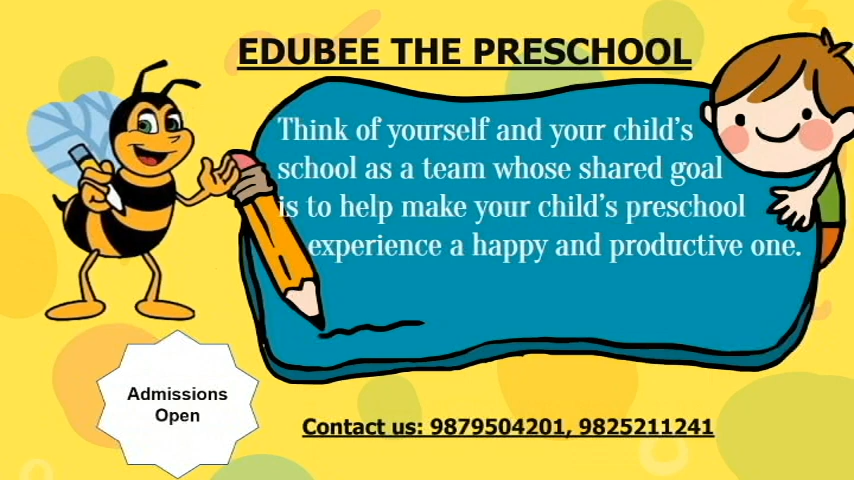 EDUBEE THE PRESCHOOL
Think of yourself and your child's
school as a team whose shared goal
is to help make your child's preschool
experience a happy and productive one.
Admissions
Open
Contact us: 9879504201, 9825211241